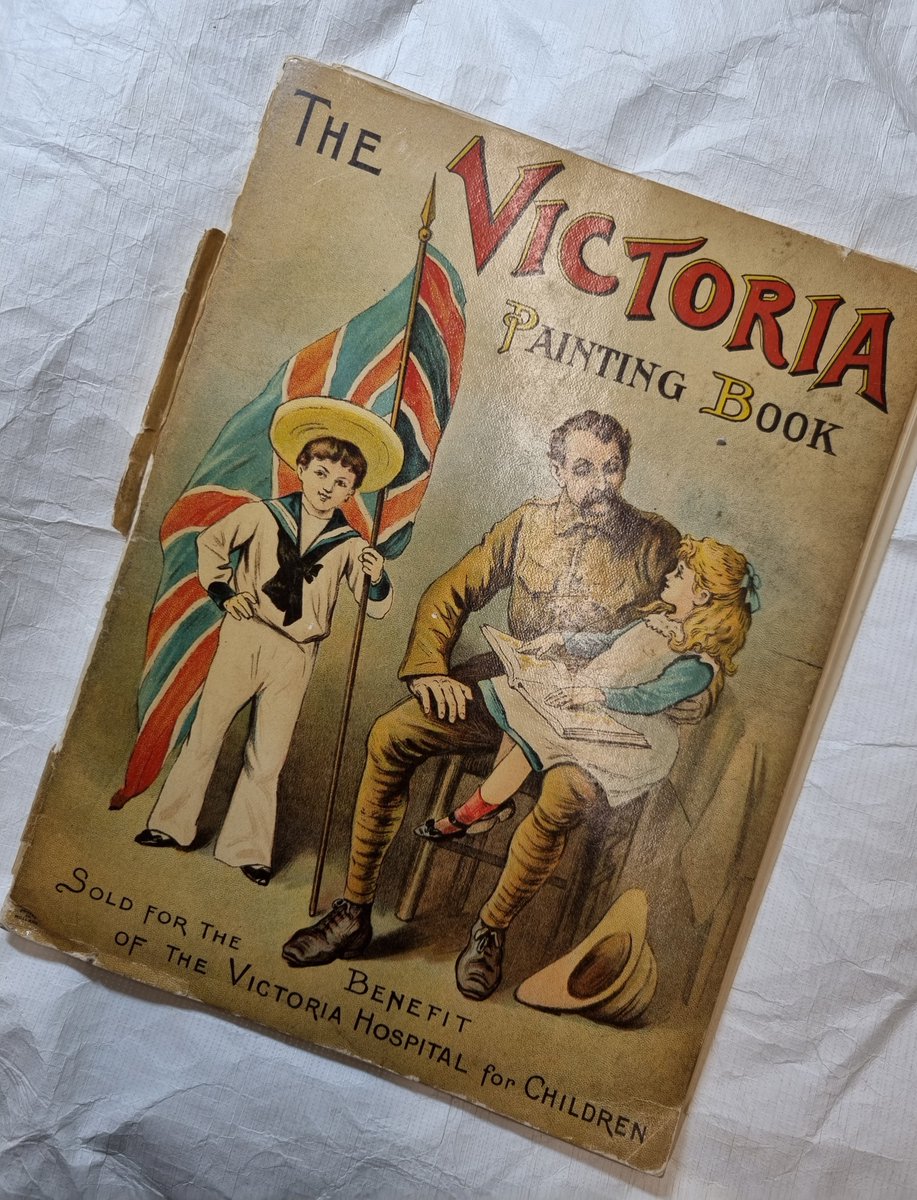 THE VICTORIA
PAINTING BOOK
SOLD FOR THE BENEFIT
OF THE VICTORIA HOSPITAL for CHILDREN